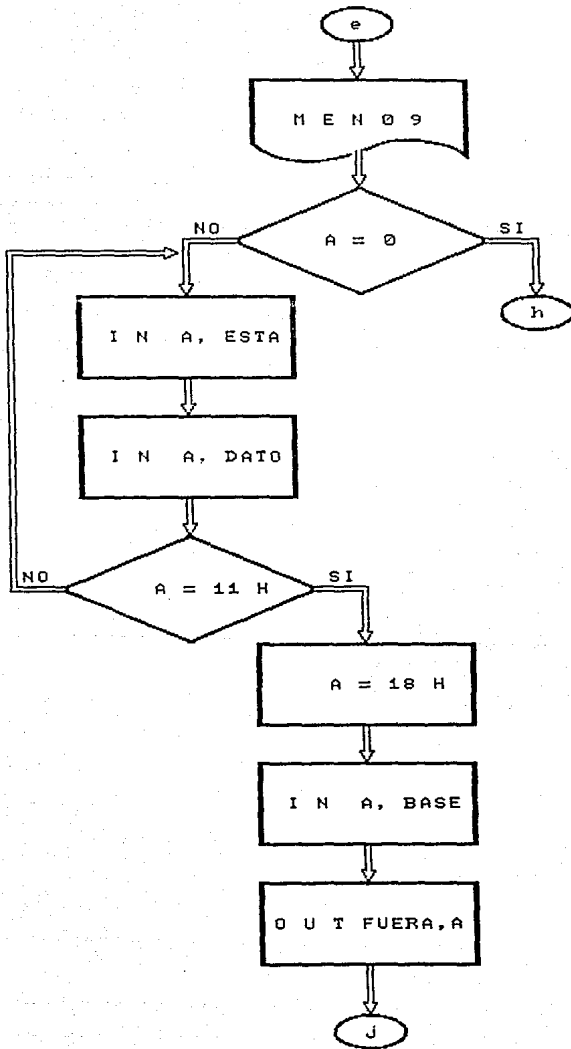 e
M E N 0 9
A = 0
NO
SI
h
I N A, ESTA
I N A, DATO
A = 11 H
NO
SI
A = 18 H
I N A, BASE
O U T FUERA,A
J